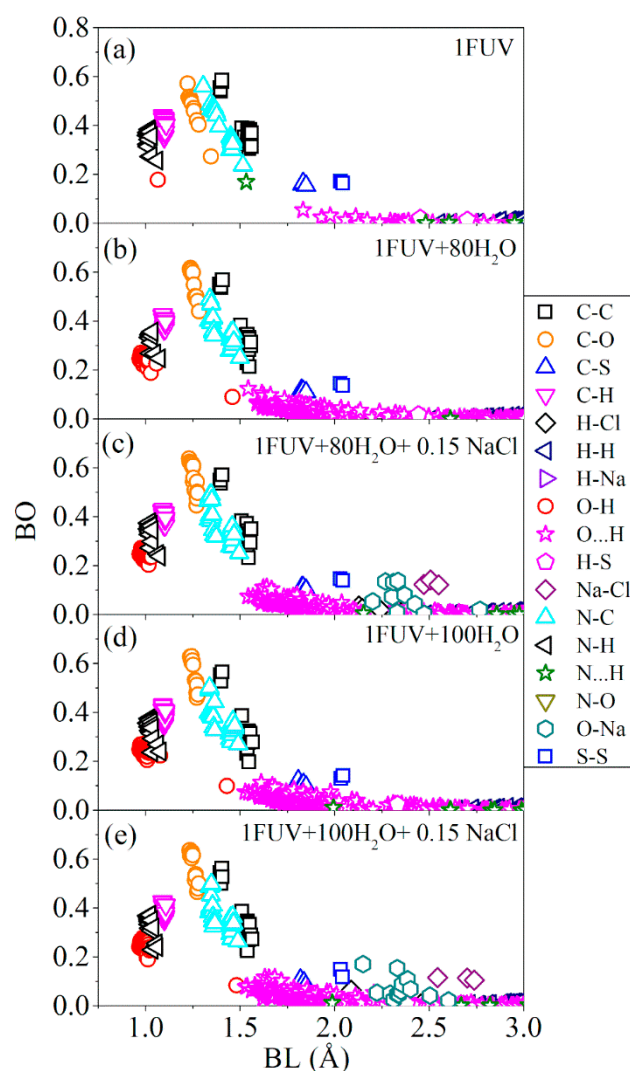 (a)
1FUV
0.8
0.6
0.4
0.2
0.0
(b)
1FUV+80H₂O
0.6
0.4
0.2
0.0
(c)
1FUV+80H₂O+ 0.15 NaCl
0.6
0.4
0.2
0.0
(d)
1FUV+100H₂O
0.6
0.4
0.2
0.0
(e)
1FUV+100H₂O+ 0.15 NaCl
0.6
0.4
0.2
0.0
BO
1.0 1.5 2.0 2.5 3.0
BL (Å)
C-C
C-O
C-S
C-H
H-Cl
H-H
H-Na
O-H
O...H
H-S
Na-Cl
N-C
N-H
N...H
N-O
O-Na
S-S